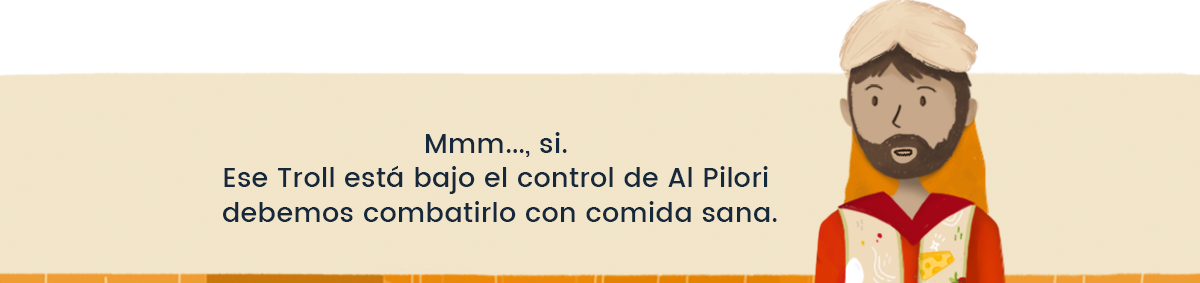 Mmm..., si.
Ese Troll está bajo el control de Al Pilori
debemos combatirlo con comida sana.